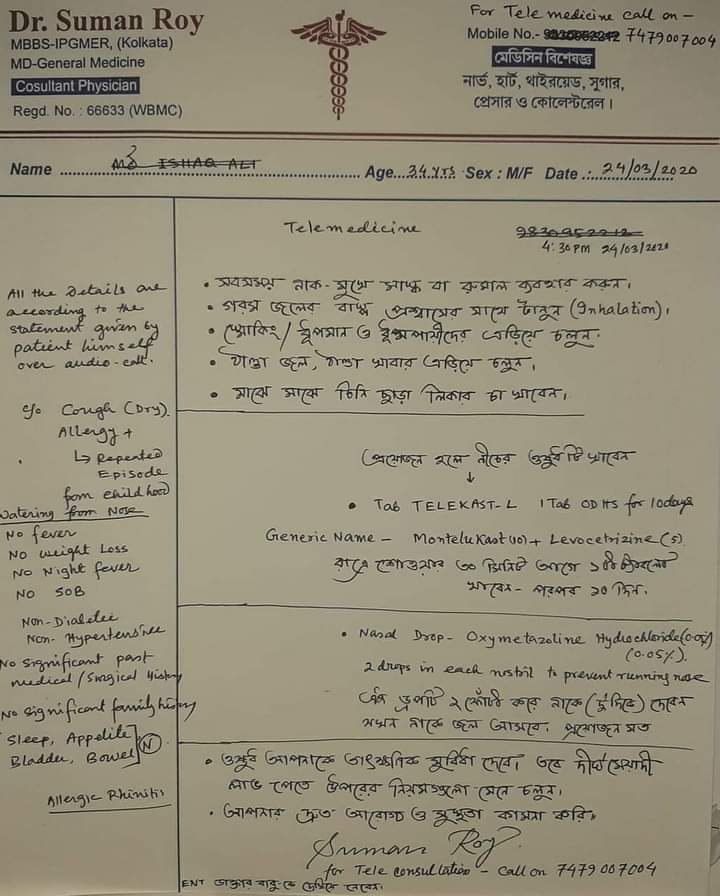 Dr. Suman Roy
MBBS-IPGMER, (Kolkata)
MD-General Medicine
Cosultant Physician
Regd. No. : 66633 (WBMC)
For Tele medicine call on -
Mobile No.- 7479007004
মেডিসিন বিশেষজ্ঞ
নার্ভ, হার্ট, থাইরয়েড, সুগার,
প্রেসার ও কোলেস্টরেল।
Name MD ISHAQ ALI Age...34 yrs. Sex : M/F Date : 24/03/2020
Telemedicine
9830952212
4:30 PM 24/03/2020
All the Details are
according to the
statement given by
patient himself
over audio-call.
c/o Cough (Dry)
Allergy +
↳ Repeated
Episode
from childhood
Watering from Nose
No fever
No weight Loss
No Night fever
No SOB
Non-Diabetec
Non-Hypertensive
No significant past
medical/Surgical History
No significant family history
Sleep, Appetite
Bladder, Bowel] (N)
Allergic Rhinitis
• সবসময় নাক-মুখে মাস্ক বা রুমাল ব্যবহার করুন।
• গরম জলের বাষ্প প্রশ্বাসের সাথে টানুন (Inhalation)।
• স্মোকিং/ধূপমান ও ধূমপায়ীদের এড়িয়ে চলুন।
• ঠাণ্ডা জল, ঠাণ্ডা খাবার এড়িয়ে চলুন।
• মাঝে মাঝে চিনি ছাড়া লিকার চা খাবেন।
প্রয়োজন হলে নীচের ওষুধটি খাবেন
↓
• Tab TELEKAST-L 1 Tab OD HS for 10 days
Generic Name - Montelukast (10) + Levocetrizine (5)
রাত্রে শোওয়ার ৩০ মিনিট আগে ১টা
খাবেন - পরপর ১০ দিন।
• Nasal Drop - Oxymetazoline Hydrochloride (0.05%)
(0.05%).
2 drops in each nostril to prevent running nose
এই ড্রপটি ২ ফোঁটা করে নাকে (দু'দিকে) দেবেন
যখন নাকে জল আসবে। প্রয়োজন মত
• ওষুধ আপনাকে তাৎক্ষণিক সুবিধা দেবে। তবে দীর্ঘমেয়াদী
লাভ পেতে উপরের নিয়মগুলো মেনে চলুন।
• আপনার দ্রুত আরোগ্য ও সুস্থতা কামনা করি।
Suman Roy
for Tele consultation - call on 7479007004
ENT ডাক্তার বাবু কে দেখিয়ে নেবেন।